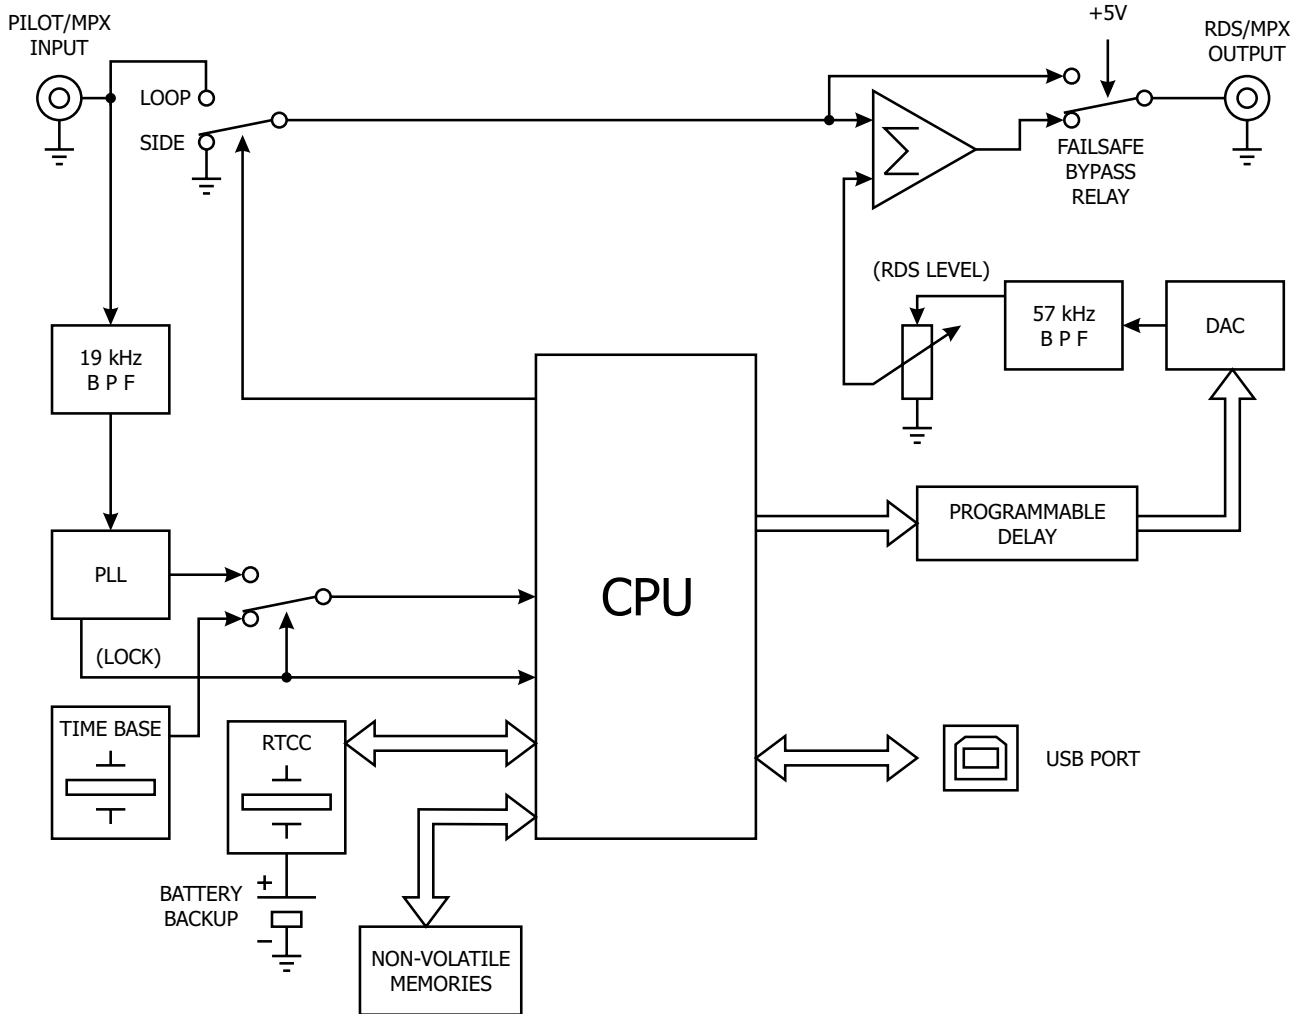 PILOT/MPX
INPUT
LOOP
SIDE
+5V
RDS/MPX
OUTPUT
Σ
FAILSAFE
BYPASS
RELAY
(RDS LEVEL)
57 kHz
B P F
DAC
19 kHz
B P F
PROGRAMMABLE
DELAY
PLL
CPU
(LOCK)
TIME BASE
RTCC
USB PORT
BATTERY
BACKUP
+
–
NON-VOLATILE
MEMORIES